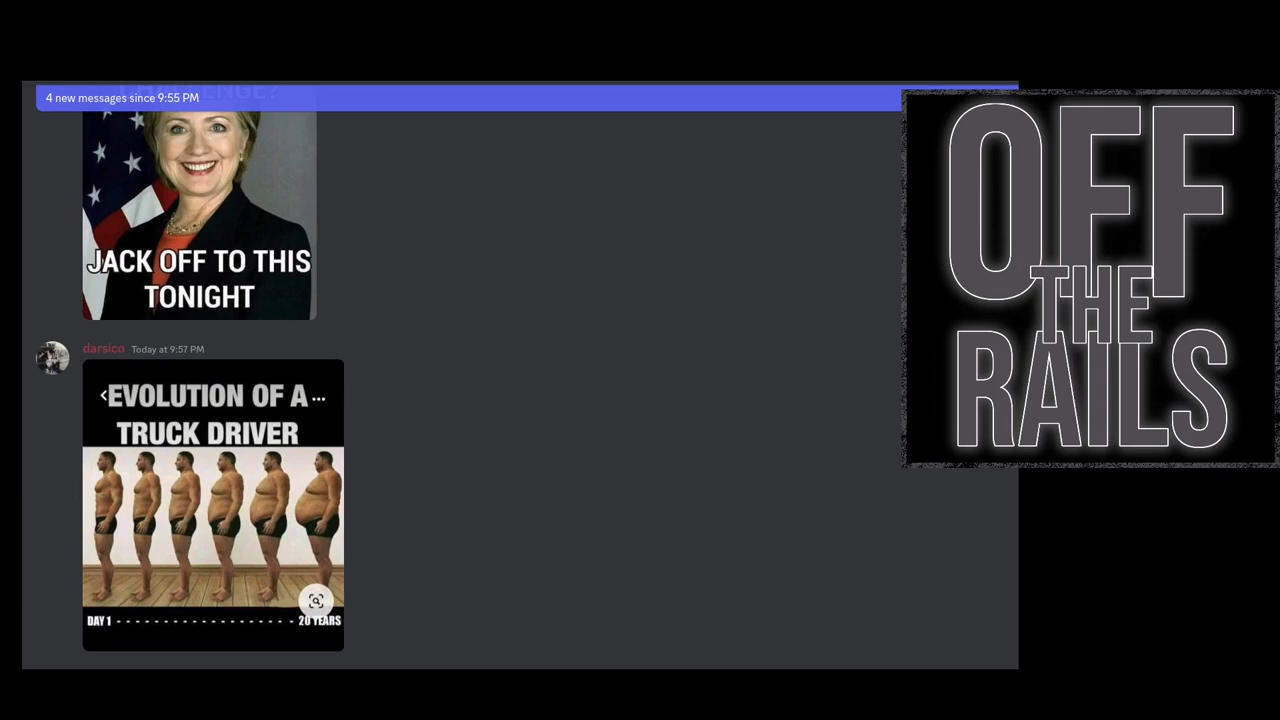 4 new messages since 9:55 PM
JACK OFF TO THIS
TONIGHT
darsico Today at 9:57 PM
EVOLUTION OF A
TRUCK DRIVER
DAY 1 - - - - - - - - - - - - - - - - - - 20 YEARS
OFF
THE
RAILS